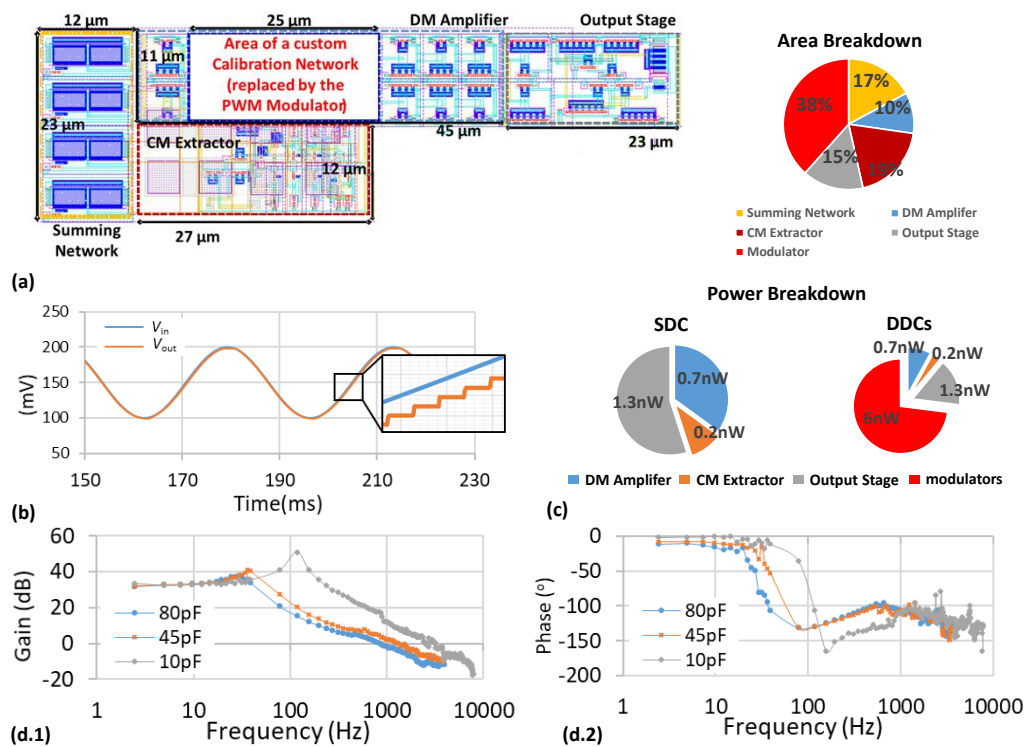 12 µm
25 µm
DM Amplifier
Output Stage
11 µm
Area of a custom
Calibration Network
(replaced by the
PWM Modulator)
23 µm
45 µm
23 µm
CM Extractor
12 µm
27 µm
Summing
Network
(a)
Area Breakdown
17%
10%
19%
15%
38%
Summing Network
DM Amplifer
CM Extractor
Output Stage
Modulator
250
200
150
100
50
(mV)
Vin
Vout
150
170
190
210
230
Time(ms)
(b)
Power Breakdown
SDC
DDCs
0.7nW
0.2nW
1.3nW
0.7nW
0.2nW
1.3nW
6nW
DM Amplifer
CM Extractor
Output Stage
modulators
(c)
60
40
20
0
-20
Gain (dB)
80pF
45pF
10pF
1
10
100
1000
10000
Frequency (Hz)
(d.1)
0
-50
-100
-150
-200
Phase (°)
80pF
45pF
10pF
1
10
100
1000
10000
Frequency (Hz)
(d.2)